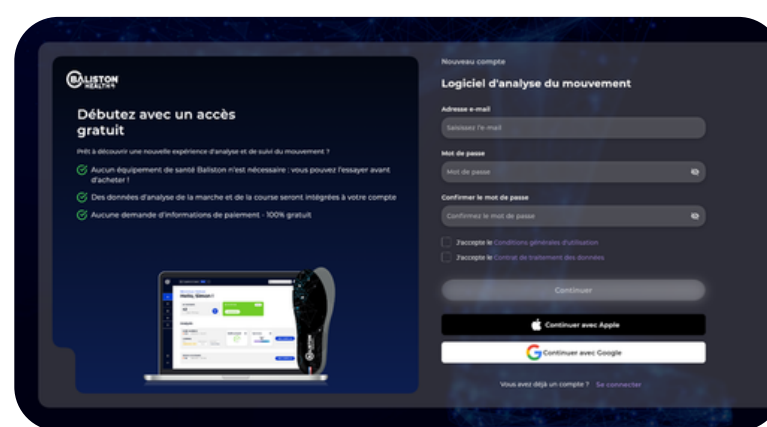 BALISTON
HEALTH
Débutez avec un accès
gratuit
Prêt à découvrir une nouvelle expérience d'analyse et de suivi du mouvement ?
Aucun équipement de santé Baliston n'est nécessaire : vous pouvez l'essayer avant
d'acheter !
Des données d'analyse de la marche et de la course seront intégrées à votre compte
Aucune demande d'informations de paiement - 100% gratuit
Hello, Simon !
BALISTON
Nouveau compte
Logiciel d'analyse du mouvement
Adresse e-mail
Saisissez l'e-mail
Mot de passe
Mot de passe
Confirmer le mot de passe
Confirmez le mot de passe
J'accepte le Conditions générales d'utilisation
J'accepte le Contrat de traitement des données
Continuer
Continuer avec Apple
Continuer avec Google
Vous avez déjà un compte ? Se connecter